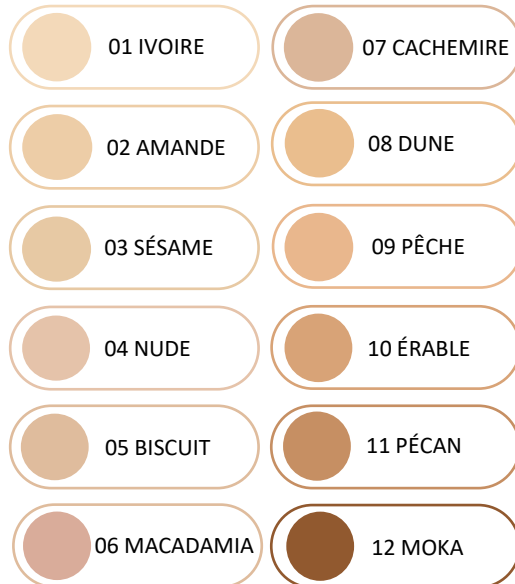 01 IVOIRE
02 AMANDE
03 SÉSAME
04 NUDE
05 BISCUIT
06 MACADAMIA
07 CACHEMIRE
08 DUNE
09 PÊCHE
10 ÉRABLE
11 PÉCAN
12 MOKA